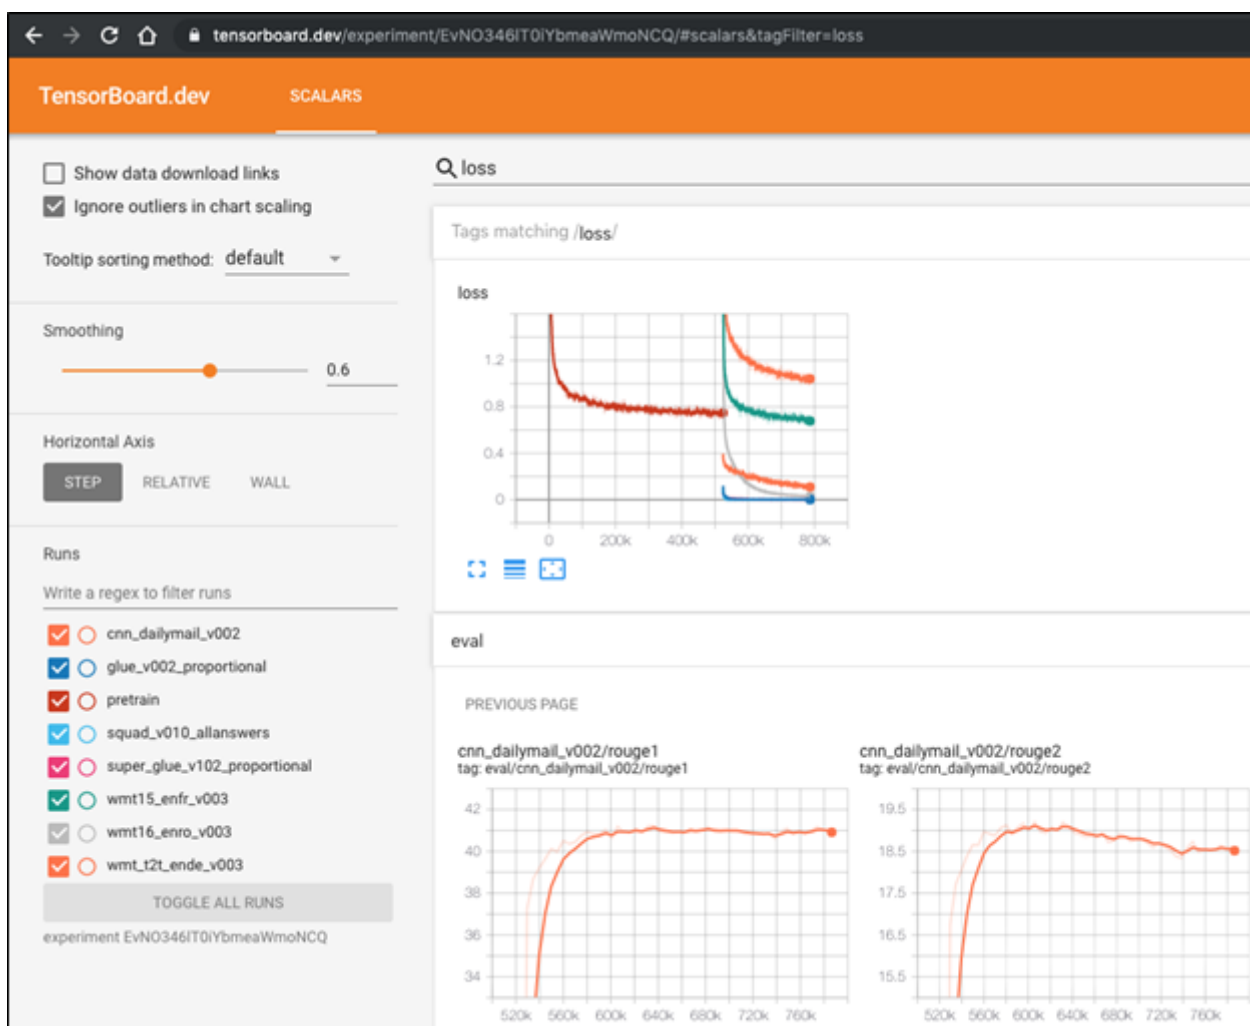 tensorboard.dev/experiment/EvNO346IT0iYbmeaWmoNCQ/#scalars&tagFilter=loss
TensorBoard.dev
SCALARS
Show data download links
Ignore outliers in chart scaling
Tooltip sorting method: default
Smoothing
0.6
Horizontal Axis
STEP RELATIVE WALL
Runs
Write a regex to filter runs
cnn_dailymail_v002
glue_v002_proportional
pretrain
squad_v010_allanswers
super_glue_v102_proportional
wmt15_enfr_v003
wmt16_enro_v003
wmt_t2t_ende_v003
TOGGLE ALL RUNS
experiment EvNO346IT0iYbmeaWmoNCQ
loss
Tags matching /loss/
loss
1.2
0.8
0.4
0
0 200k 400k 600k 800k
eval
PREVIOUS PAGE
cnn_dailymail_v002/rouge1
tag: eval/cnn_dailymail_v002/rouge1
42
40
38
36
34
520k 560k 600k 640k 680k 720k 760k
cnn_dailymail_v002/rouge2
tag: eval/cnn_dailymail_v002/rouge2
19.5
18.5
17.5
16.5
15.5
520k 560k 600k 640k 680k 720k 760k